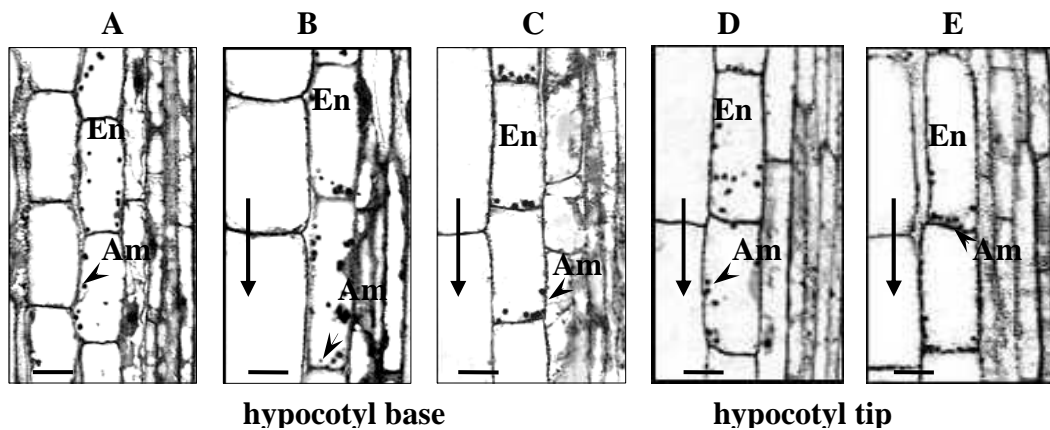 A B C D E
En En En En En
Am Am Am Am Am
hypocotyl base hypocotyl tip